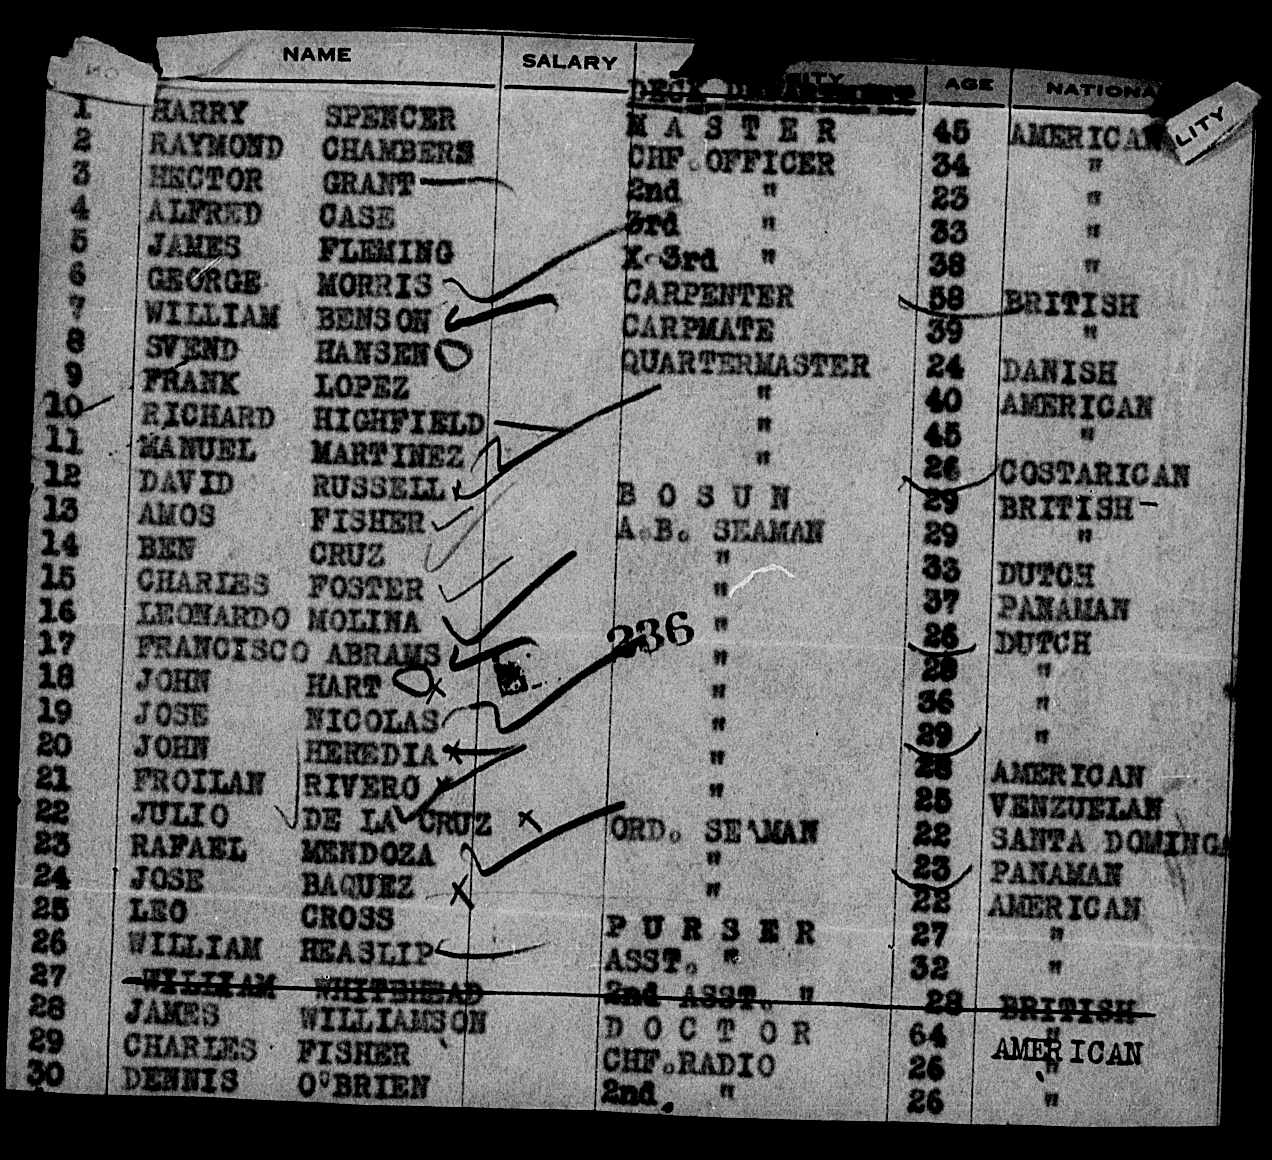 NO NAME SALARY AGE NATIONALITY
DECK DEPARTMENT
1 HARRY SPENCER M A S T E R 45 AMERICAN
2 RAYMOND CHAMBERS CHF.OFFICER 34 "
3 HECTOR GRANT 2nd " 23 "
4 ALFRED CASE 3rd " 33 "
5 JAMES FLEMING X-3rd " 38 "
6 GEORGE MORRIS CARPENTER 58 BRITISH
7 WILLIAM BENSON CARPMATE 39 "
8 SVEND HANSEN QUARTERMASTER 24 DANISH
9 FRANK LOPEZ " 40 AMERICAN
10 RICHARD HIGHFIELD " 45 "
11 MANUEL MARTINEZ " 26 COSTARICAN
12 DAVID RUSSELL B O S U N 29 BRITISH
13 AMOS FISHER A.B. SEAMAN 29 "
14 BEN CRUZ " 33 DUTCH
15 CHARLES FOSTER " 37 PANAMAN
16 LEONARDO MOLINA " 26 DUTCH
236
17 FRANCISCO ABRAMS " 28 "
18 JOHN HART " 36 "
19 JOSE NICOLAS " 29 "
20 JOHN HEREDIA " 28 AMERICAN
21 FROILAN RIVERO " 25 VENZUELAN
22 JULIO DE LA CRUZ ORD. SEAMAN 22 SANTA DOMINGA
23 RAFAEL MENDOZA " 23 PANAMAN
24 JOSE BAQUEZ " 22 AMERICAN
25 LEO CROSS P U R S E R 27 "
26 WILLIAM HEASLIP ASST. " 32 "
27 WILLIAM WHITEHEAD 2nd ASST. " 28 BRITISH
28 JAMES WILLIAMSON D O C T O R 64 " AMERICAN
29 CHARLES FISHER CHF.RADIO 26 "
30 DENNIS O'BRIEN 2nd. " 26 "